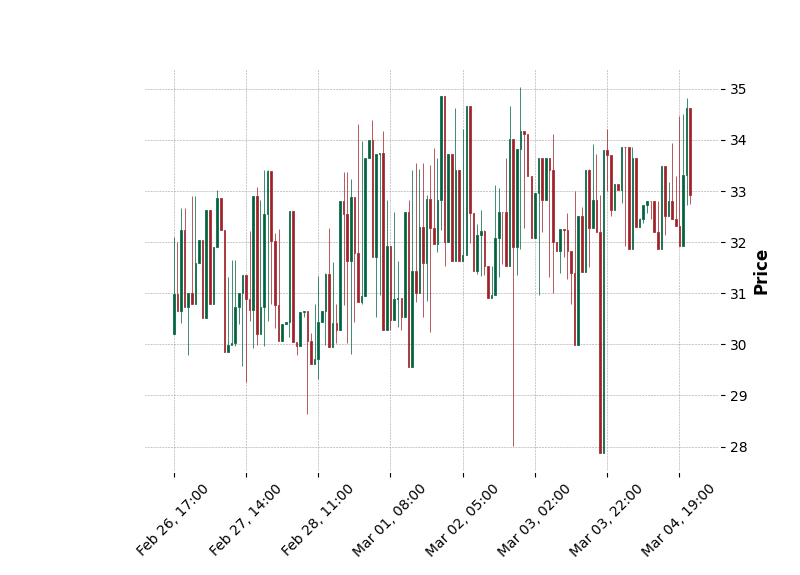 35
34
33
32
31
30
29
28
Price
Feb 26, 17:00
Feb 27, 14:00
Feb 28, 11:00
Mar 01, 08:00
Mar 02, 05:00
Mar 03, 02:00
Mar 03, 22:00
Mar 04, 19:00